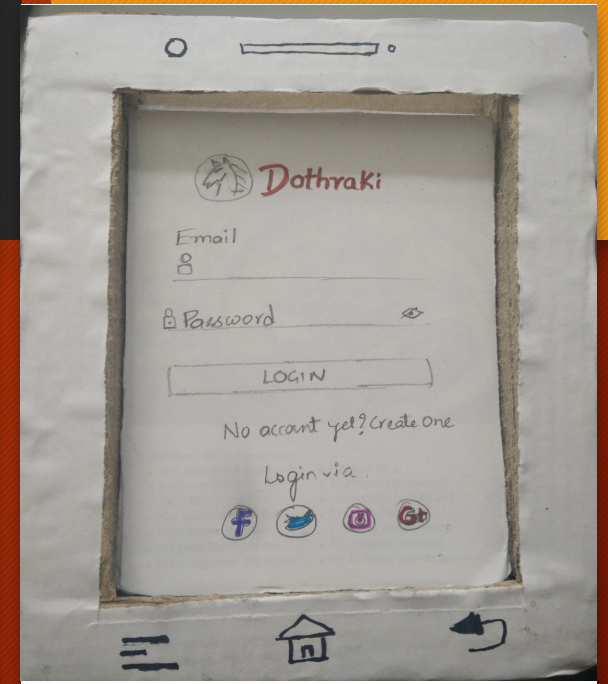 Dothraki
Email
Password
LOGIN
No account yet? Create One
Login via
f
G+